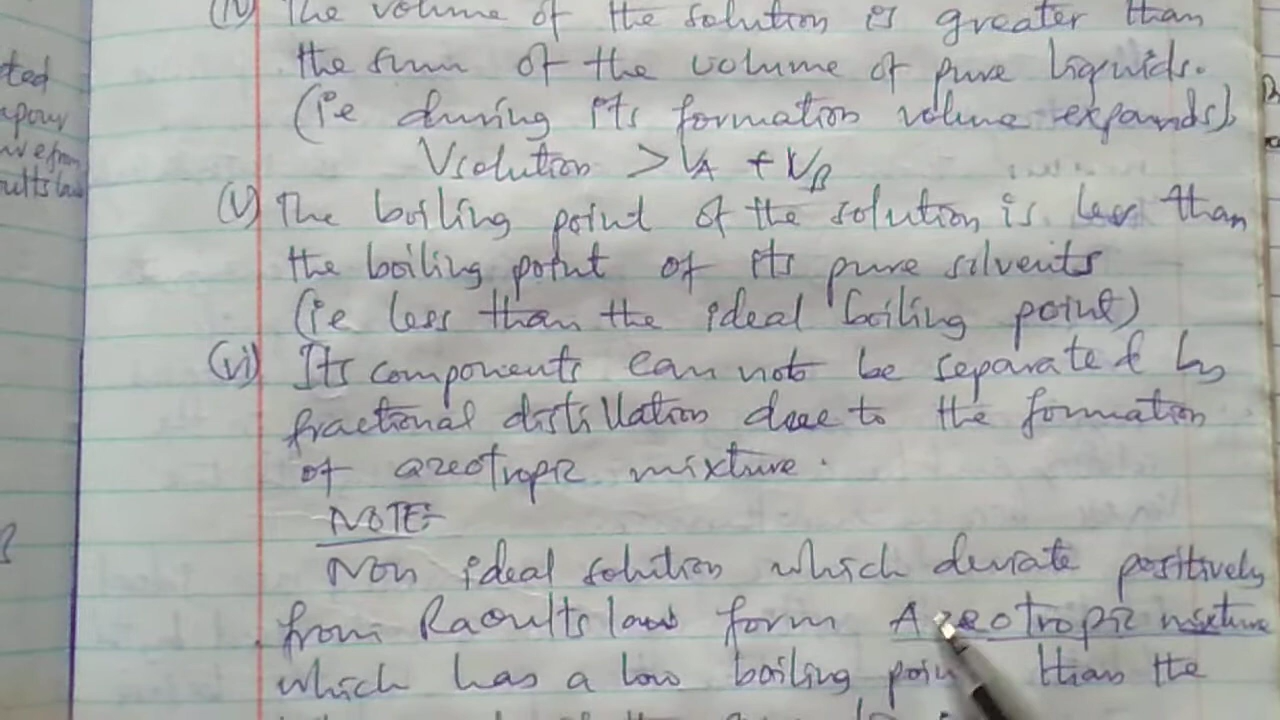 (iv) The volume of the solution is greater than
the sum of the volume of pure liquids.
(ie during its formation volume expands).
Vsolution > VA + VB
(v) The boiling point of the solution is less than
the boiling point of its pure silvents
(ie less than the ideal boiling point)
(vi) Its components can not be separated by
fractional distillation due to the formation
of azeotropic mixture.
NOTE:-
Non ideal solution which deviate positively
from Raoults law form Azeotropic mixture
which has a low boiling point than the